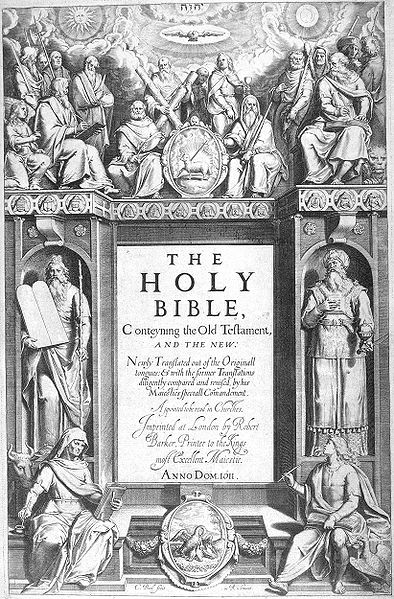 יהוה
THE
HOLY
BIBLE,
Conteyning the Old Testament,
AND THE NEW:
Newly Translated out of the Originall
tongues: & with the former Translations
diligently compared and reuised, by his
Maiesties speciall Comandement.
Appointed to be read in Churches.
Imprinted at London by Robert
Barker, Printer to the Kings
most Excellent Maiestie.
ANNO DOM. 1611.